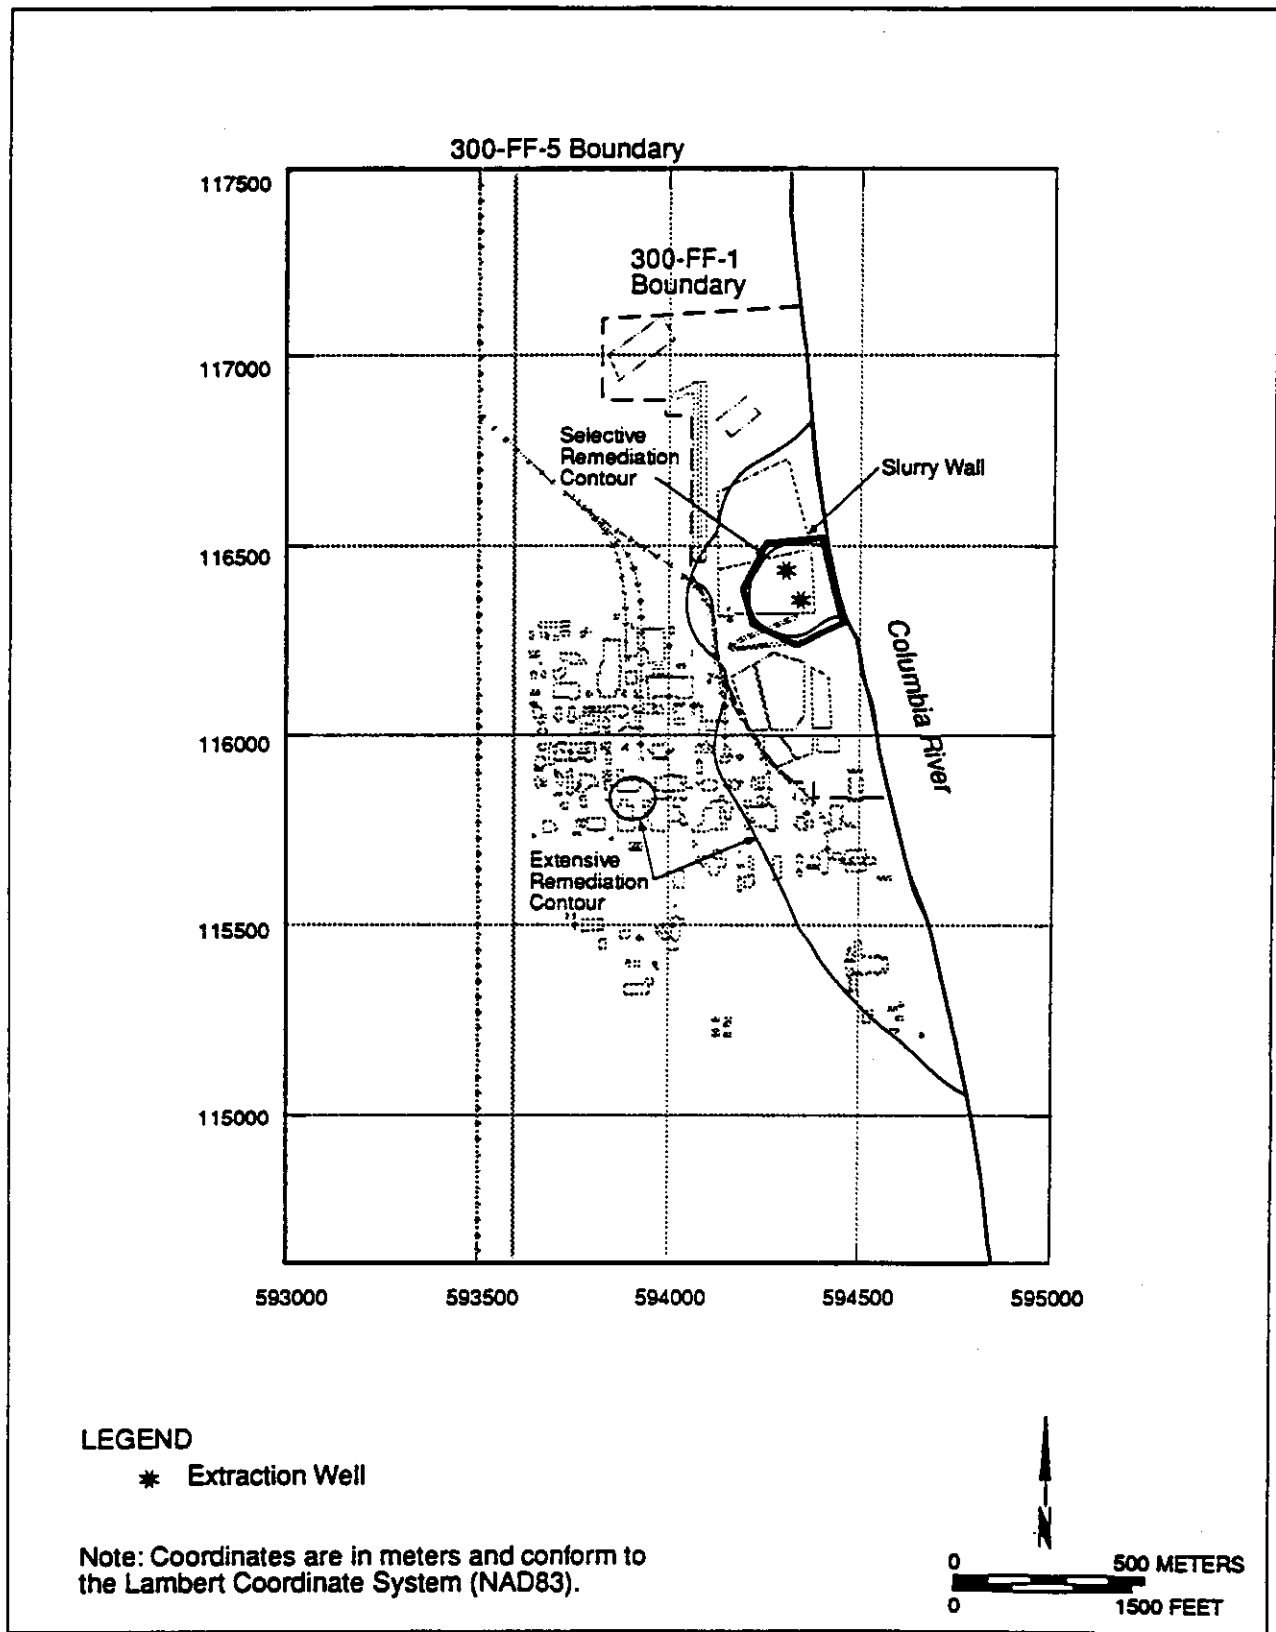 300-FF-5 Boundary
117500
300-FF-1
Boundary
117000
Selective
Remediation
Contour
Slurry Wall
116500
Columbia River
116000
Extensive
Remediation
Contour
115500
115000
593000
593500
594000
594500
595000
LEGEND
Extraction Well
N
Note: Coordinates are in meters and conform to
the Lambert Coordinate System (NAD83).
0
500 METERS
0
1500 FEET